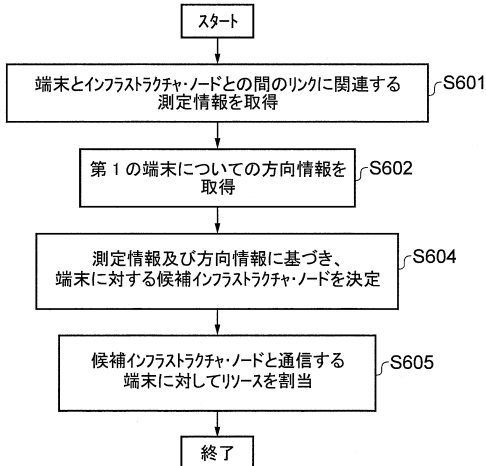 スタート
端末とインフラストラクチャ・ノードとの間のリンクに関連する
測定情報を取得
S601
第1の端末についての方向情報を
取得
S602
測定情報及び方向情報に基づき、
端末に対する候補インフラストラクチャ・ノードを決定
S604
候補インフラストラクチャ・ノードと通信する
端末に対してリソースを割当
S605
終了